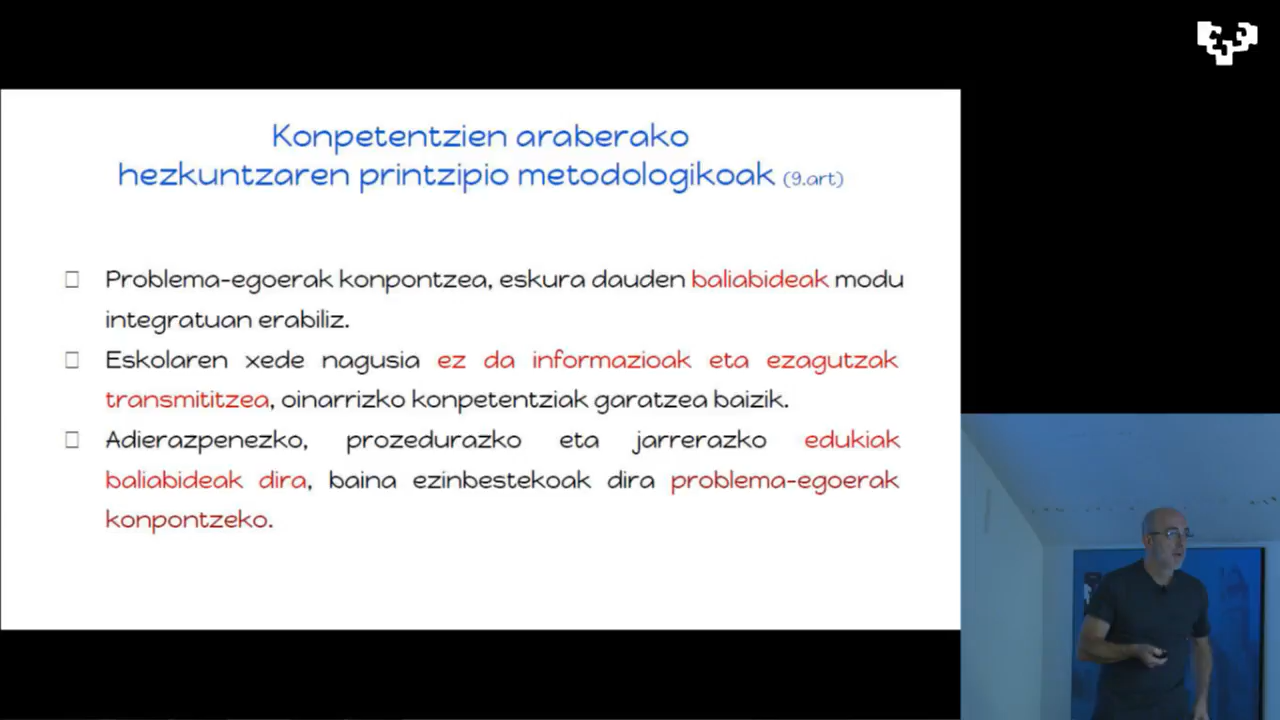 Konpetentzien araberako
hezkuntzaren printzipio metodologikoak (9.art)
Problema-egoerak konpontzea, eskura dauden baliabideak modu
integratuan erabiliz.
Eskolaren xede nagusia ez da informazioak eta ezagutzak
transmititzea, oinarrizko konpetentziak garatzea baizik.
Adierazpenezko, prozedurazko eta jarrerazko edukiak
baliabideak dira, baina ezinbestekoak dira problema-egoerak
konpontzeko.